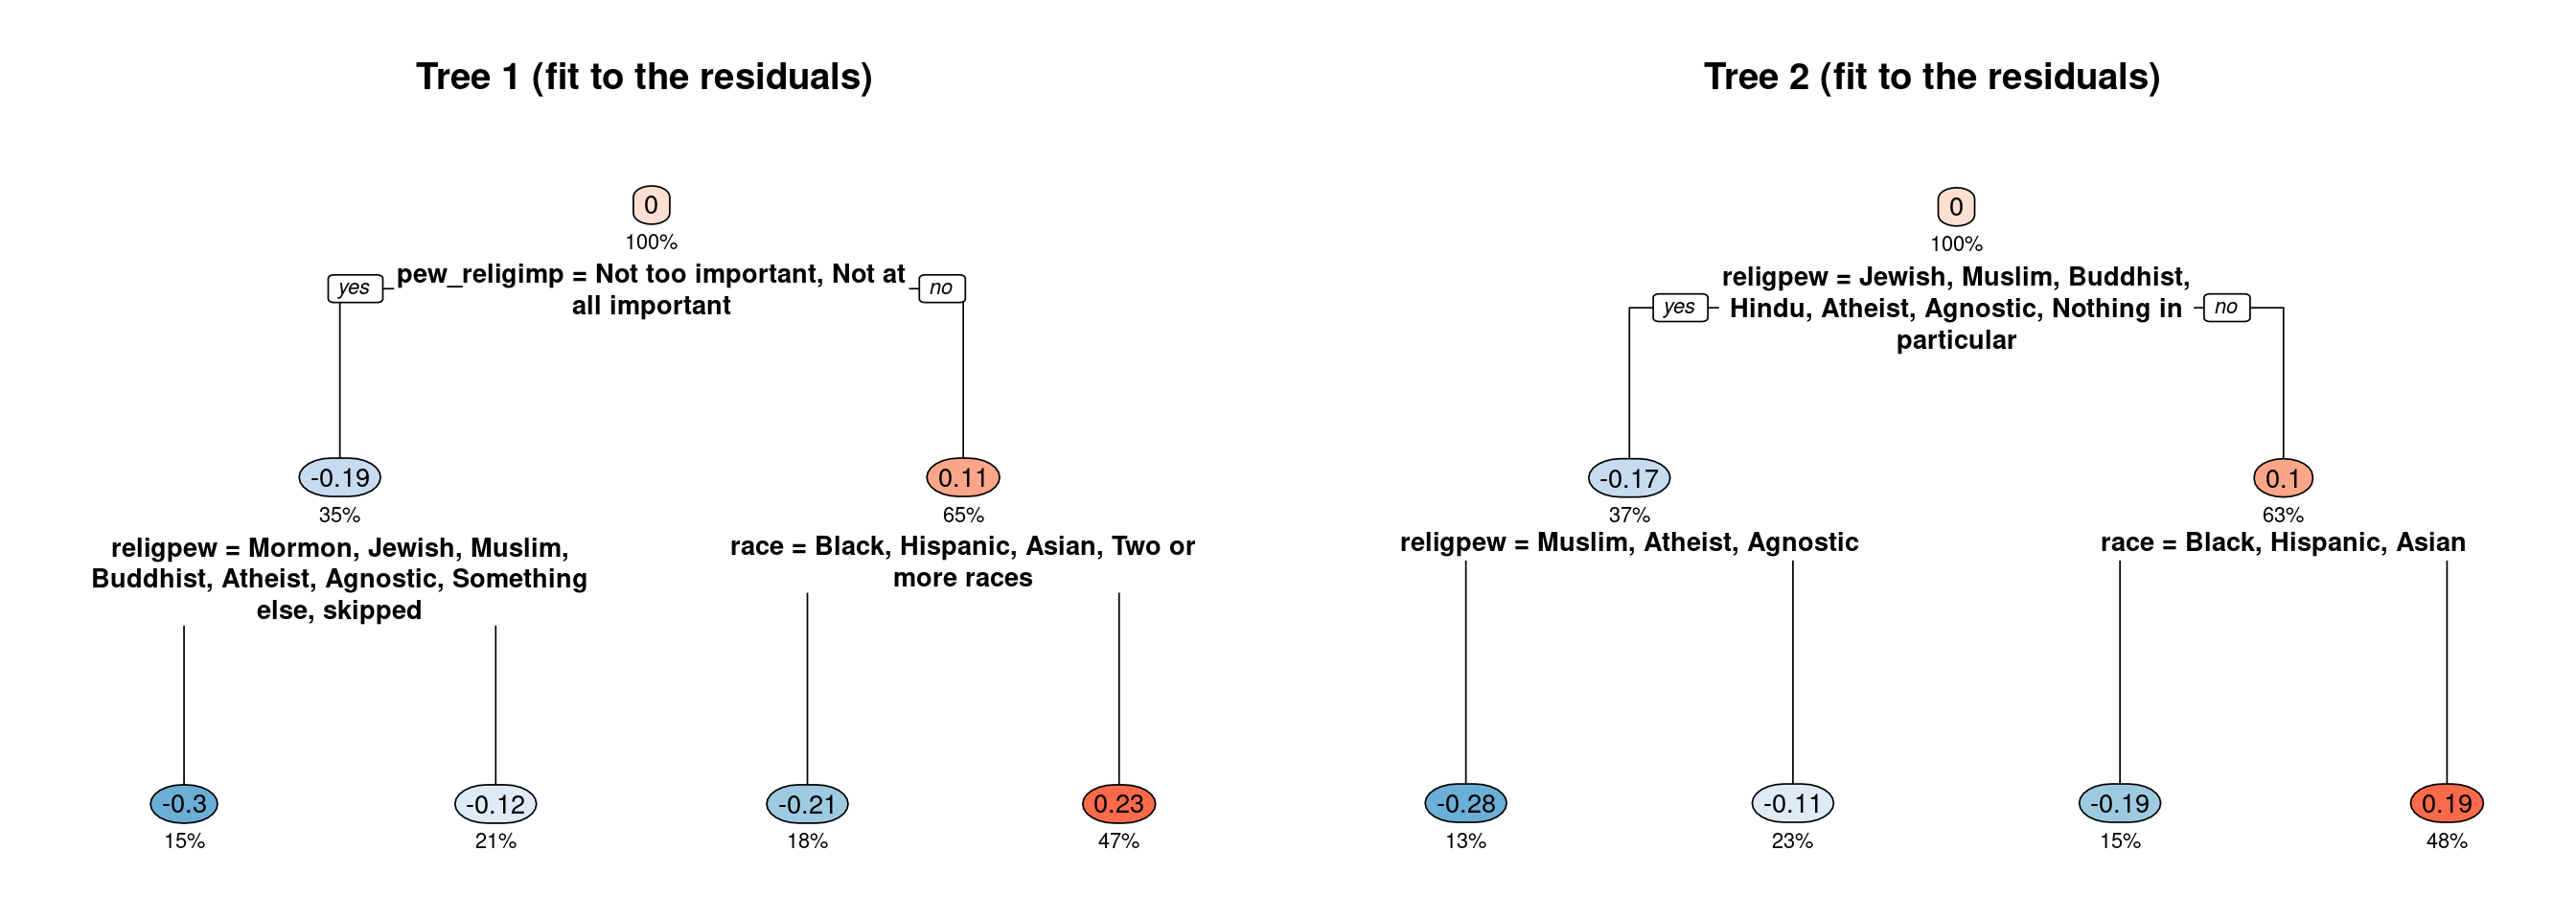 Tree 1 (fit to the residuals)
0
100%
yes
pew_religimp = Not too important, Not at
all important
no
-0.19
35%
religpew = Mormon, Jewish, Muslim,
Buddhist, Atheist, Agnostic, Something
else, skipped
0.11
65%
race = Black, Hispanic, Asian, Two or
more races
-0.3
15%
-0.12
21%
-0.21
18%
0.23
47%
Tree 2 (fit to the residuals)
0
100%
yes
religpew = Jewish, Muslim, Buddhist,
Hindu, Atheist, Agnostic, Nothing in
particular
no
-0.17
37%
religpew = Muslim, Atheist, Agnostic
0.1
63%
race = Black, Hispanic, Asian
-0.28
13%
-0.11
23%
-0.19
15%
0.19
48%